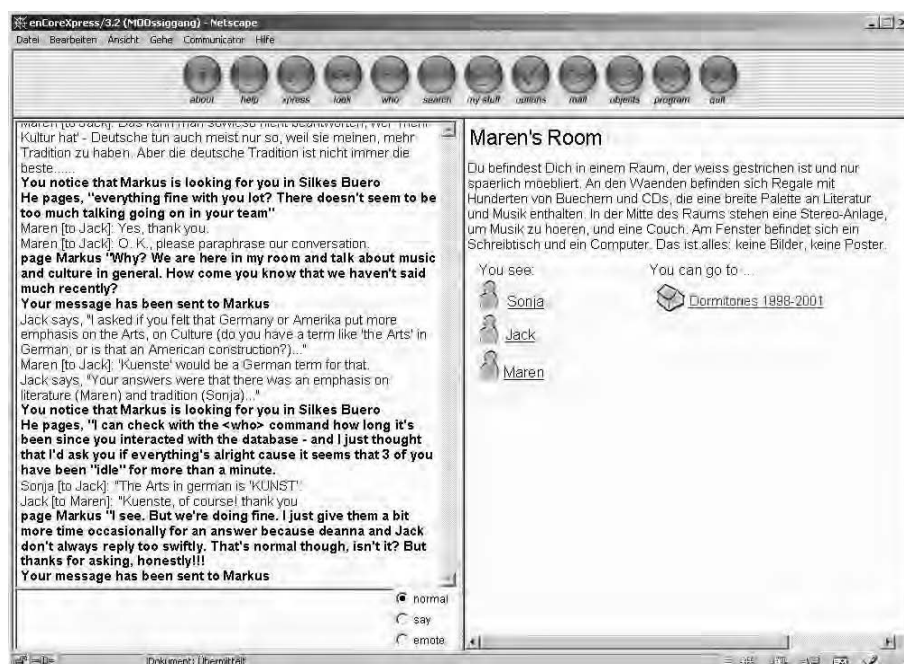 enCoreXpress/3.2 (MOOssiggang) - Netscape
Datei Bearbeiten Ansicht Gehe Communicator Hilfe
about help xpress look who search my stuff options mail objects program quit
Maren [to Jack]: Das kann man sowieso nicht beantworten, wer 'mehr
Kultur hat' - Deutsche tun auch meist nur so, weil sie meinen, mehr
Tradition zu haben. Aber die deutsche Tradition ist nicht immer die
beste......
You notice that Markus is looking for you in Silkes Buero
He pages, "everything fine with you lot? There doesn't seem to be
too much talking going on in your team"
Maren [to Jack]: Yes, thank you.
Maren [to Jack]: O. K., please paraphrase our conversation.
page Markus "Why? We are here in my room and talk about music
and culture in general. How come you know that we haven't said
much recently?
Your message has been sent to Markus
Jack says, "I asked if you felt that Germany or Amerika put more
emphasis on the Arts, on Culture (do you have a term like 'the Arts' in
German, or is that an American construction?)..."
Maren [to Jack]: 'Kuenste' would be a German term for that.
Jack says, "Your answers were that there was an emphasis on
literature (Maren) and tradition (Sonja)..."
You notice that Markus is looking for you in Silkes Buero
He pages, "I can check with the <who> command how long it's
been since you interacted with the database - and I just thought
that I'd ask you if everything's alright cause it seems that 3 of you
have been "idle" for more than a minute.
Sonja [to Jack]: "The Arts in german is 'KUNST'.
Jack [to Maren]: "Kuenste, of course! thank you
page Markus "I see. But we're doing fine. I just give them a bit
more time occasionally for an answer because deanna and Jack
don't always reply too swiftly. That's normal though, isn't it? But
thanks for asking, honestly!!!
Your message has been sent to Markus
normal
say
emote
Maren's Room
Du befindest Dich in einem Raum, der weiss gestrichen ist und nur
spaerlich moebliert. An den Waenden befinden sich Regale mit
Hunderten von Buechern und CDs, die eine breite Palette an Literatur
und Musik enthalten. In der Mitte des Raums stehen eine Stereo-Anlage,
um Musik zu hoeren, und eine Couch. Am Fenster befindet sich ein
Schreibtisch und ein Computer. Das ist alles: keine Bilder, keine Poster.
You see:
Sonja
Jack
Maren
You can go to ...
Dormitories 1998-2001
Dokument: Übermittelt